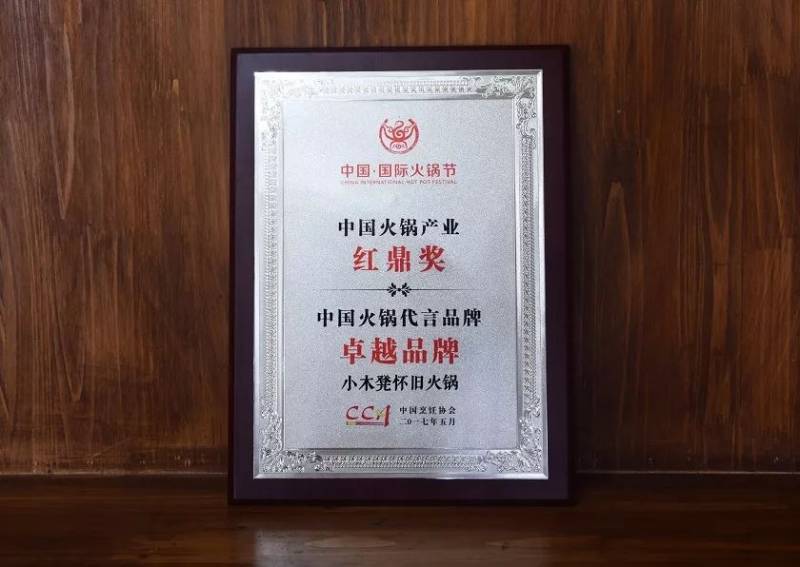 中国·国际火锅节
CHINA INTERNATIONAL HOT POT FESTIVAL
中国火锅产业
红鼎奖
中国火锅代言品牌
卓越品牌
小木凳怀旧火锅
CCA 中国烹饪协会
二〇一七年五月